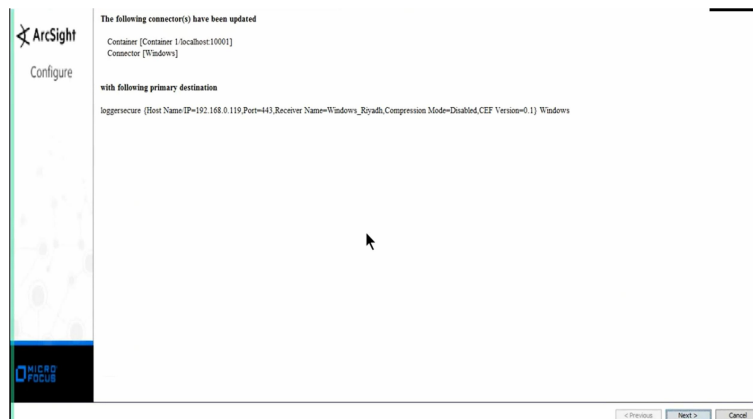 ArcSight
Configure
The following connector(s) have been updated
Container [Container 1/localhost:10001]
Connector [Windows]
with following primary destination
loggersecure {Host Name/IP=192.168.0.119,Port=443,Receiver Name=Windows_Riyadh,Compression Mode=Disabled,CEF Version=0.1} Windows
MICRO
FOCUS
< Previous Next > Cancel